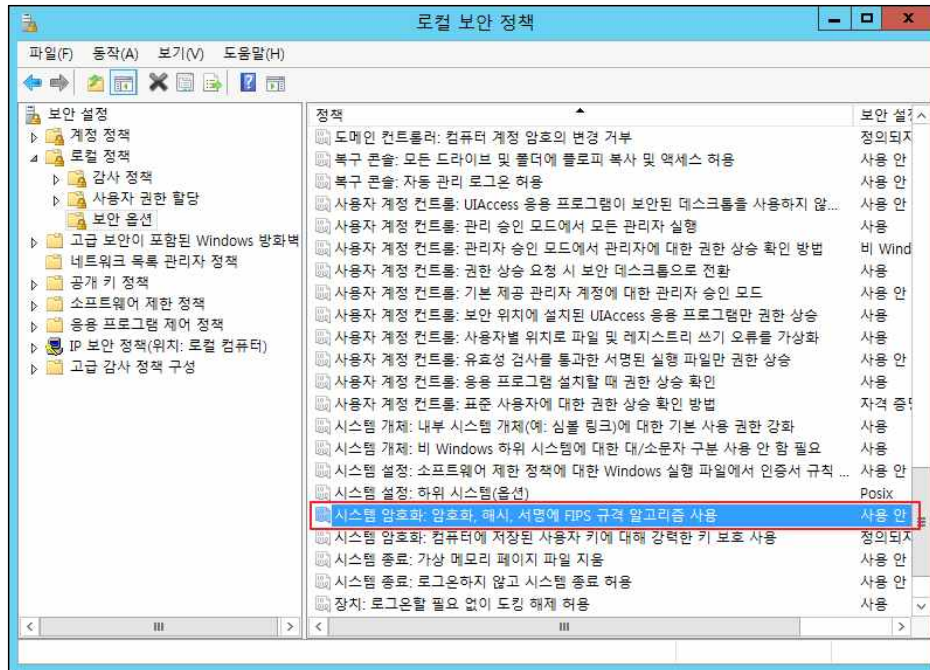 로컬 보안 정책
파일(F) 동작(A) 보기(V) 도움말(H)
보안 설정
계정 정책
로컬 정책
감사 정책
사용자 권한 할당
보안 옵션
고급 보안이 포함된 Windows 방화벽
네트워크 목록 관리자 정책
공개 키 정책
소프트웨어 제한 정책
응용 프로그램 제어 정책
IP 보안 정책(위치: 로컬 컴퓨터)
고급 감사 정책 구성
정책 보안 설정
도메인 컨트롤러: 컴퓨터 계정 암호의 변경 거부 정의되지
복구 콘솔: 모든 드라이브 및 폴더에 플로피 복사 및 액세스 허용 사용 안
복구 콘솔: 자동 관리 로그온 허용 사용 안
사용자 계정 컨트롤: UIAccess 응용 프로그램이 보안된 데스크톱을 사용하지 않... 사용 안
사용자 계정 컨트롤: 관리 승인 모드에서 모든 관리자 실행 사용
사용자 계정 컨트롤: 관리자 승인 모드에서 관리자에 대한 권한 상승 확인 방법 비 Wind
사용자 계정 컨트롤: 권한 상승 요청 시 보안 데스크톱으로 전환 사용
사용자 계정 컨트롤: 기본 제공 관리자 계정에 대한 관리자 승인 모드 사용 안
사용자 계정 컨트롤: 보안 위치에 설치된 UIAccess 응용 프로그램만 권한 상승 사용
사용자 계정 컨트롤: 사용자별 위치로 파일 및 레지스트리 쓰기 오류를 가상화 사용
사용자 계정 컨트롤: 유효성 검사를 통과한 서명된 실행 파일만 권한 상승 사용 안
사용자 계정 컨트롤: 응용 프로그램 설치할 때 권한 상승 확인 사용
사용자 계정 컨트롤: 표준 사용자에 대한 권한 상승 확인 방법 자격 증명
시스템 개체: 내부 시스템 개체(예: 심볼 링크)에 대한 기본 사용 권한 강화 사용
시스템 개체: 비 Windows 하위 시스템에 대한 대/소문자 구분 사용 안 함 필요 사용
시스템 설정: 소프트웨어 제한 정책에 대한 Windows 실행 파일에서 인증서 규칙 ... 사용 안
시스템 설정: 하위 시스템(옵션) Posix
시스템 암호화: 암호화, 해시, 서명에 FIPS 규격 알고리즘 사용 사용 안
시스템 암호화: 컴퓨터에 저장된 사용자 키에 대해 강력한 키 보호 사용 정의되지
시스템 종료: 가상 메모리 페이지 파일 지움 사용 안
시스템 종료: 로그온하지 않고 시스템 종료 허용 사용 안
장치: 로그온할 필요 없이 도킹 해제 허용 사용